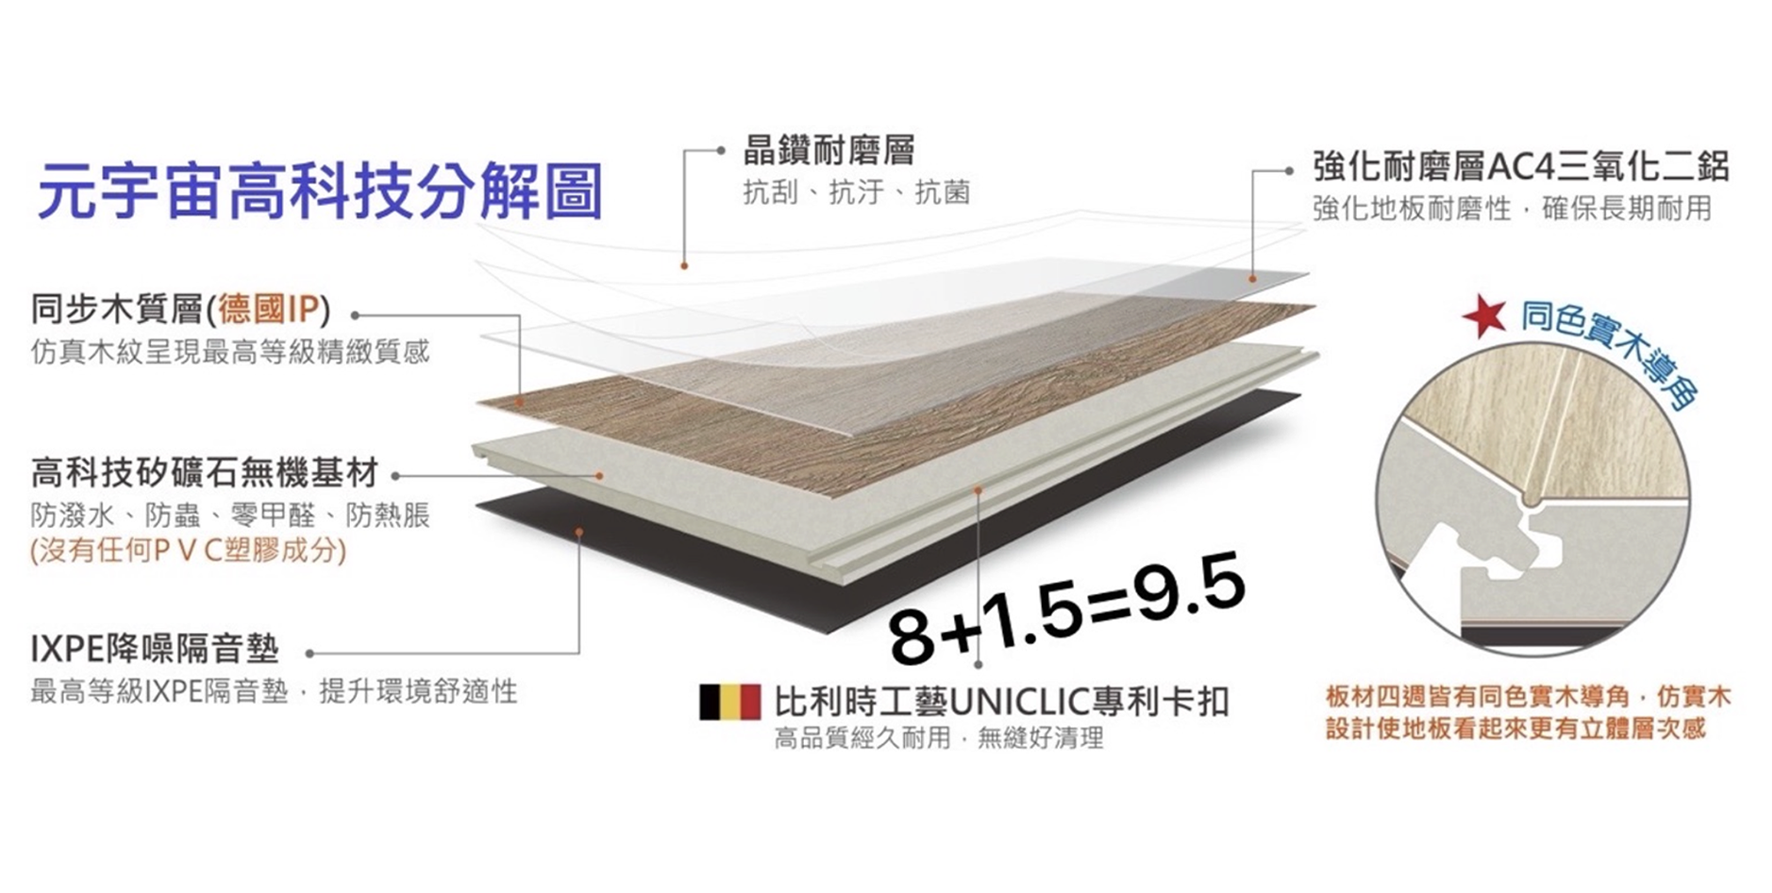 元宇宙高科技分解圖
晶鑽耐磨層
抗刮、抗汙、抗菌
強化耐磨層AC4三氧化二鋁
強化地板耐磨性，確保長期耐用
同步木質層(德國IP)
仿真木紋呈現最高等級精緻質感
同色實木導角
高科技矽礦石無機基材
防潑水、防蟲、零甲醛、防熱脹
(沒有任何PVC塑膠成分)
8+1.5=9.5
IXPE降噪隔音墊
最高等級IXPE隔音墊，提升環境舒適性
比利時工藝UNICLIC專利卡扣
高品質經久耐用，無縫好清理
板材四週皆有同色實木導角，仿實木
設計使地板看起來更有立體層次感